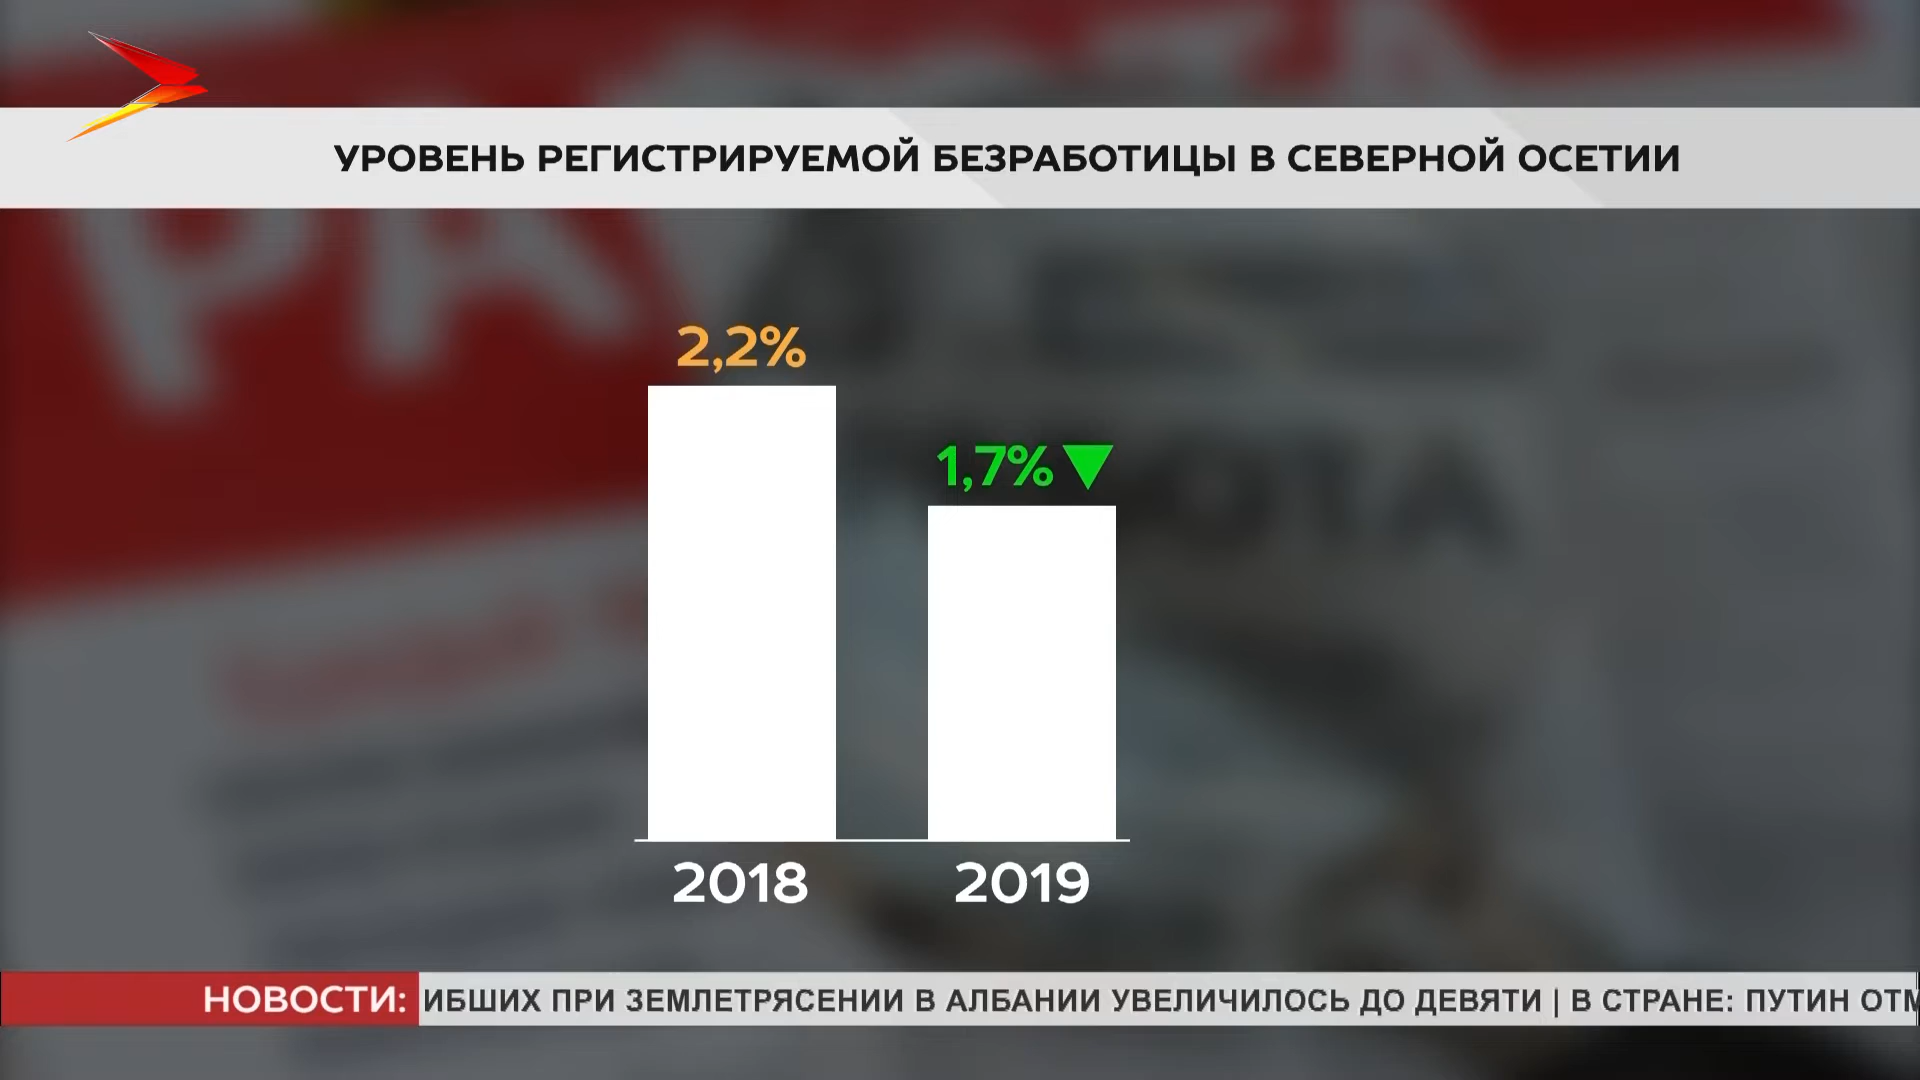 УРОВЕНЬ РЕГИСТРИРУЕМОЙ БЕЗРАБОТИЦЫ В СЕВЕРНОЙ ОСЕТИИ
2,2%
1,7%
2018 2019
НОВОСТИ: ИБШИХ ПРИ ЗЕМЛЕТРЯСЕНИИ В АЛБАНИИ УВЕЛИЧИЛОСЬ ДО ДЕВЯТИ | В СТРАНЕ: ПУТИН ОТМ